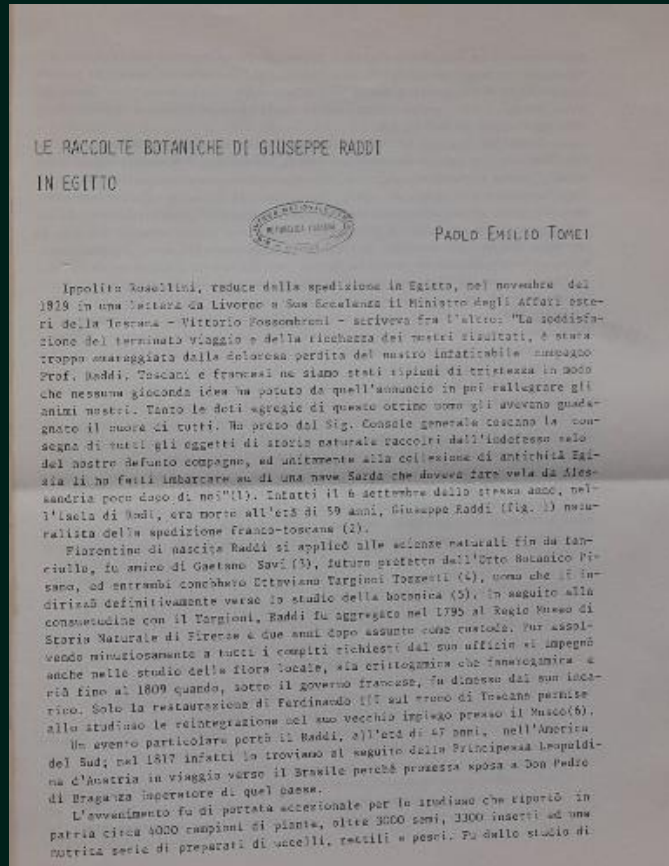 LE RACCOLTE BOTANICHE DI GIUSEPPE RADDI
IN EGITTO
PAOLO EMILIO TOMEI
Ippolito Rosellini, reduce dalla spedizione in Egitto, nel novembre del
1829 in una lettera da Livorno a Sua Eccelenza il Ministro degli Affari este-
ri della Toscana - Vittorio Fossombroni - scriveva fra l'altro: "La soddisfa-
zione del terminato viaggio e della ricchezza dei nostri risultati, è stata
troppo amareggiata dalla dolorosa perdita del nostro infaticabile compagno
Prof. Raddi. Toscani e francesi ne siamo stati ripieni di tristezza in modo
che nessuna gioconda idea ha potuto da quell'annuncio in poi rallegrare gli
animi nostri. Tanto le doti egregie di questo ottimo uomo gli avevano guada-
gnato il cuore di tutti. Ho preso dal Sig. Console generale toscano la con-
segna di tutti gli oggetti di storia naturale raccolti dall'indefesso zelo
del nostro defunto compagno, ed unitamente alla collezione di antichità Egi-
zia li ho fatti imbarcare su di una nave Sarda che doveva fare vela da Ales-
sandria poco dopo di noi"(1). Infatti il 6 settembre dello stesso anno, nel-
l'isola di Rodi, era morto all'età di 59 anni, Giuseppe Raddi (fig. 1) natu-
ralista della spedizione franco-toscana (2).
Fiorentino di nascita Raddi si applicò alle scienze naturali fin da fan-
ciullo, fu amico di Gaetano Savi (3), futuro prefetto dell'Orto Botanico Pi-
sano, ed entrambi conobbero Ottaviano Targioni Tozzetti (4), uomo che li in-
dirizzò definitivamente verso lo studio della botanica (5). In seguito alla
consuetudine con il Targioni, Raddi fu aggregato nel 1795 al Regio Museo di
Storia Naturale di Firenze e due anni dopo assunto come custode. Pur assol-
vendo minuziosamente a tutti i compiti richiesti dal suo ufficio si impegnò
anche nello studio della flora locale, sia crittogamica che fanerogamica e
ciò fino al 1809 quando, sotto il governo francese, fu dimesso dal suo inca-
rico. Solo la restaurazione di Ferdinando III sul trono di Toscana permise
allo studioso la reintegrazione nel suo vecchio impiego presso il Museo(6).
Un evento particolare portò il Raddi, all'età di 47 anni, nell'America
del Sud; nel 1817 infatti lo troviamo al seguito della Principessa Leopoldi-
na d'Austria in viaggio verso il Brasile perchè promessa sposa a Don Pedro
di Braganza imperatore di quel paese.
L'avvenimento fu di portata eccezionale per lo studioso che riportò in
patria circa 4000 campioni di piante, oltre 3000 semi, 3300 insetti ed una
nutrita serie di preparati di uccelli, rettili e pesci. Fu dallo studio di